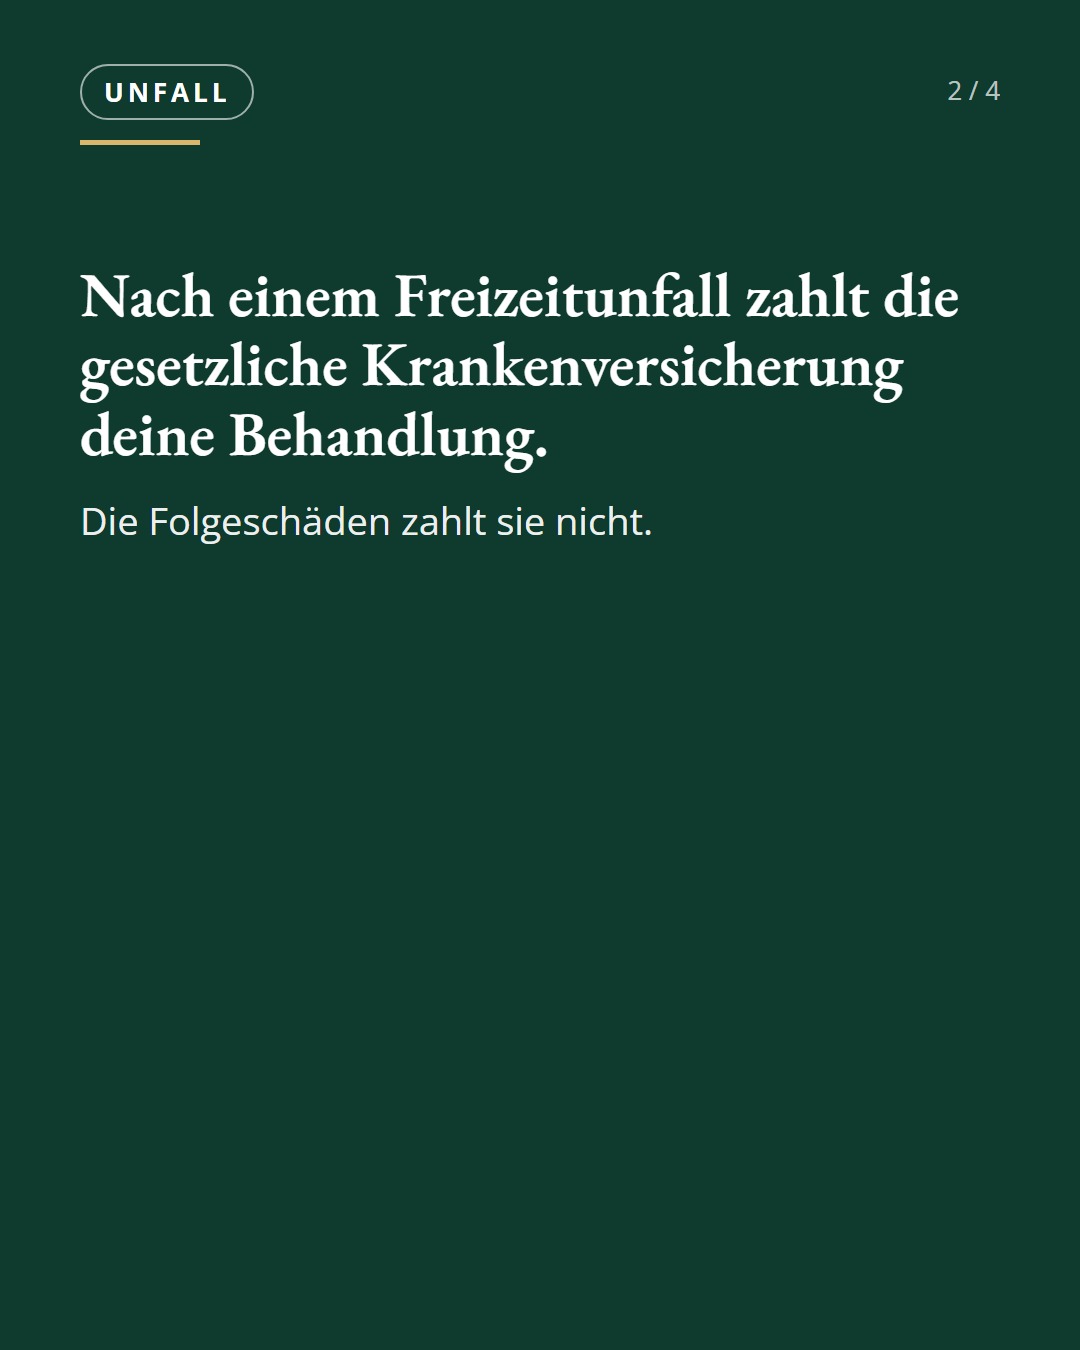 UNFALL
2 / 4
Nach einem Freizeitunfall zahlt die
gesetzliche Krankenversicherung
deine Behandlung.
Die Folgeschäden zahlt sie nicht.